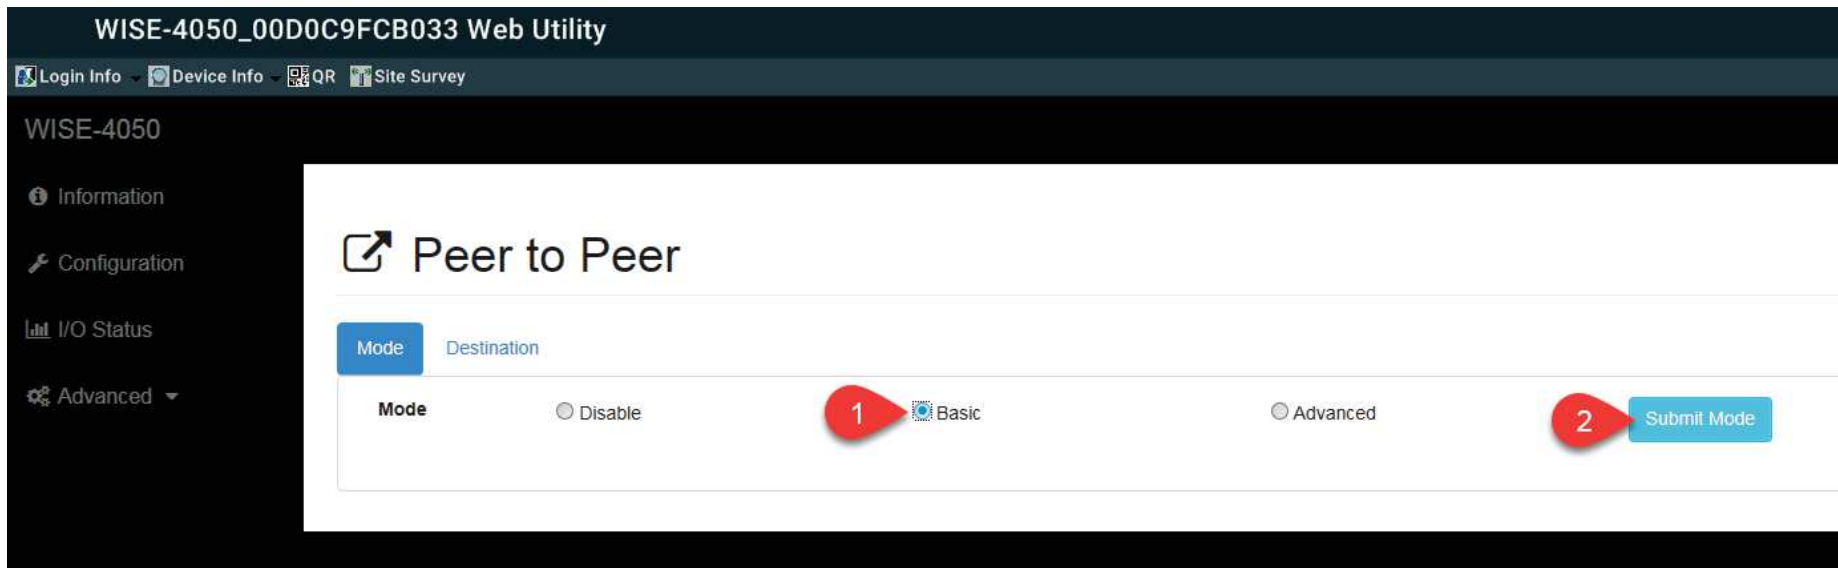 WISE-4050_00D0C9FCB033 Web Utility
Login Info Device Info QR Site Survey
WISE-4050
Information
Configuration
I/O Status
Advanced
Peer to Peer
Mode Destination
Mode Disable 1 Basic Advanced 2 Submit Mode